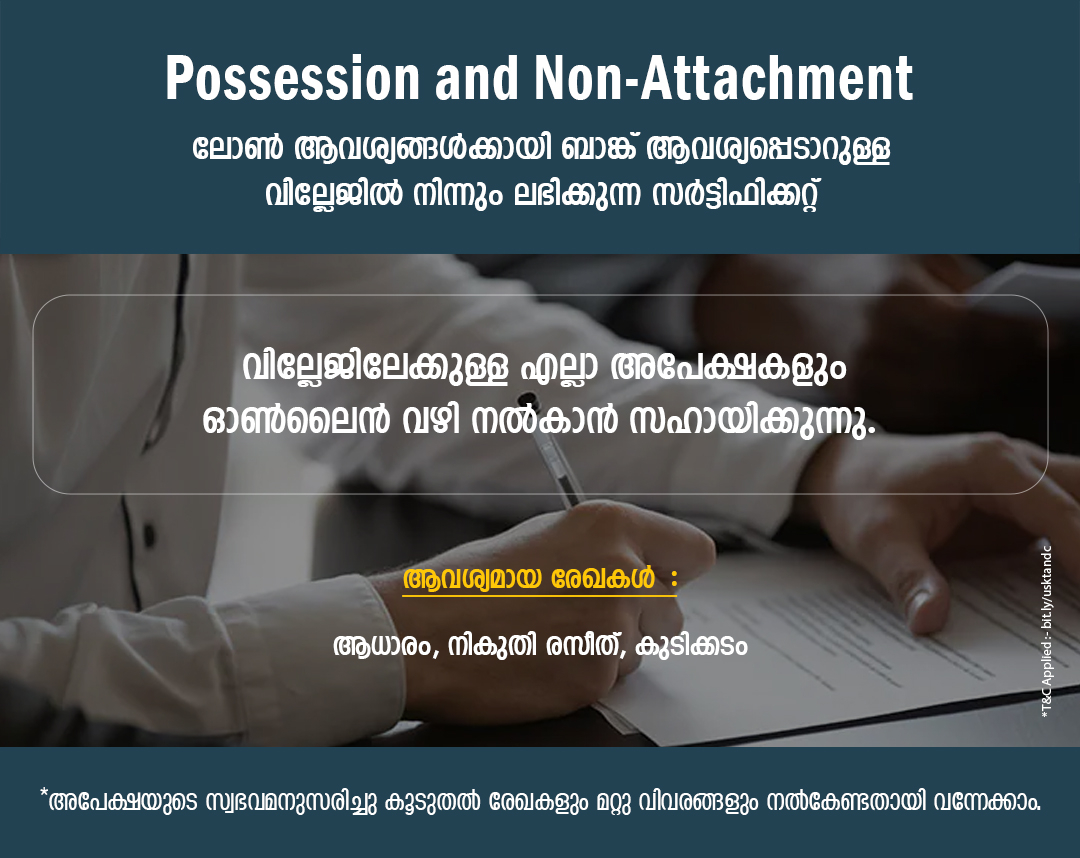 Possession and Non-Attachment
ലോൺ ആവശ്യങ്ങൾക്കായി ബാങ്ക് ആവശ്യപ്പെടാറുള്ള
വില്ലേജിൽ നിന്നും ലഭിക്കുന്ന സർട്ടിഫിക്കറ്റ്
വില്ലേജിലേക്കുള്ള എല്ലാ അപേക്ഷകളും
ഓൺലൈൻ വഴി നൽകാൻ സഹായിക്കുന്നു.
ആവശ്യമായ രേഖകൾ :
ആധാരം, നികുതി രസീത്, കുടിക്കടം
*T&C Applied :- bit.ly/usktandc
*അപേക്ഷയുടെ സ്വഭവമനുസരിച്ചു കൂടുതൽ രേഖകളും മറ്റു വിവരങ്ങളും നൽകേണ്ടതായി വന്നേക്കാം.